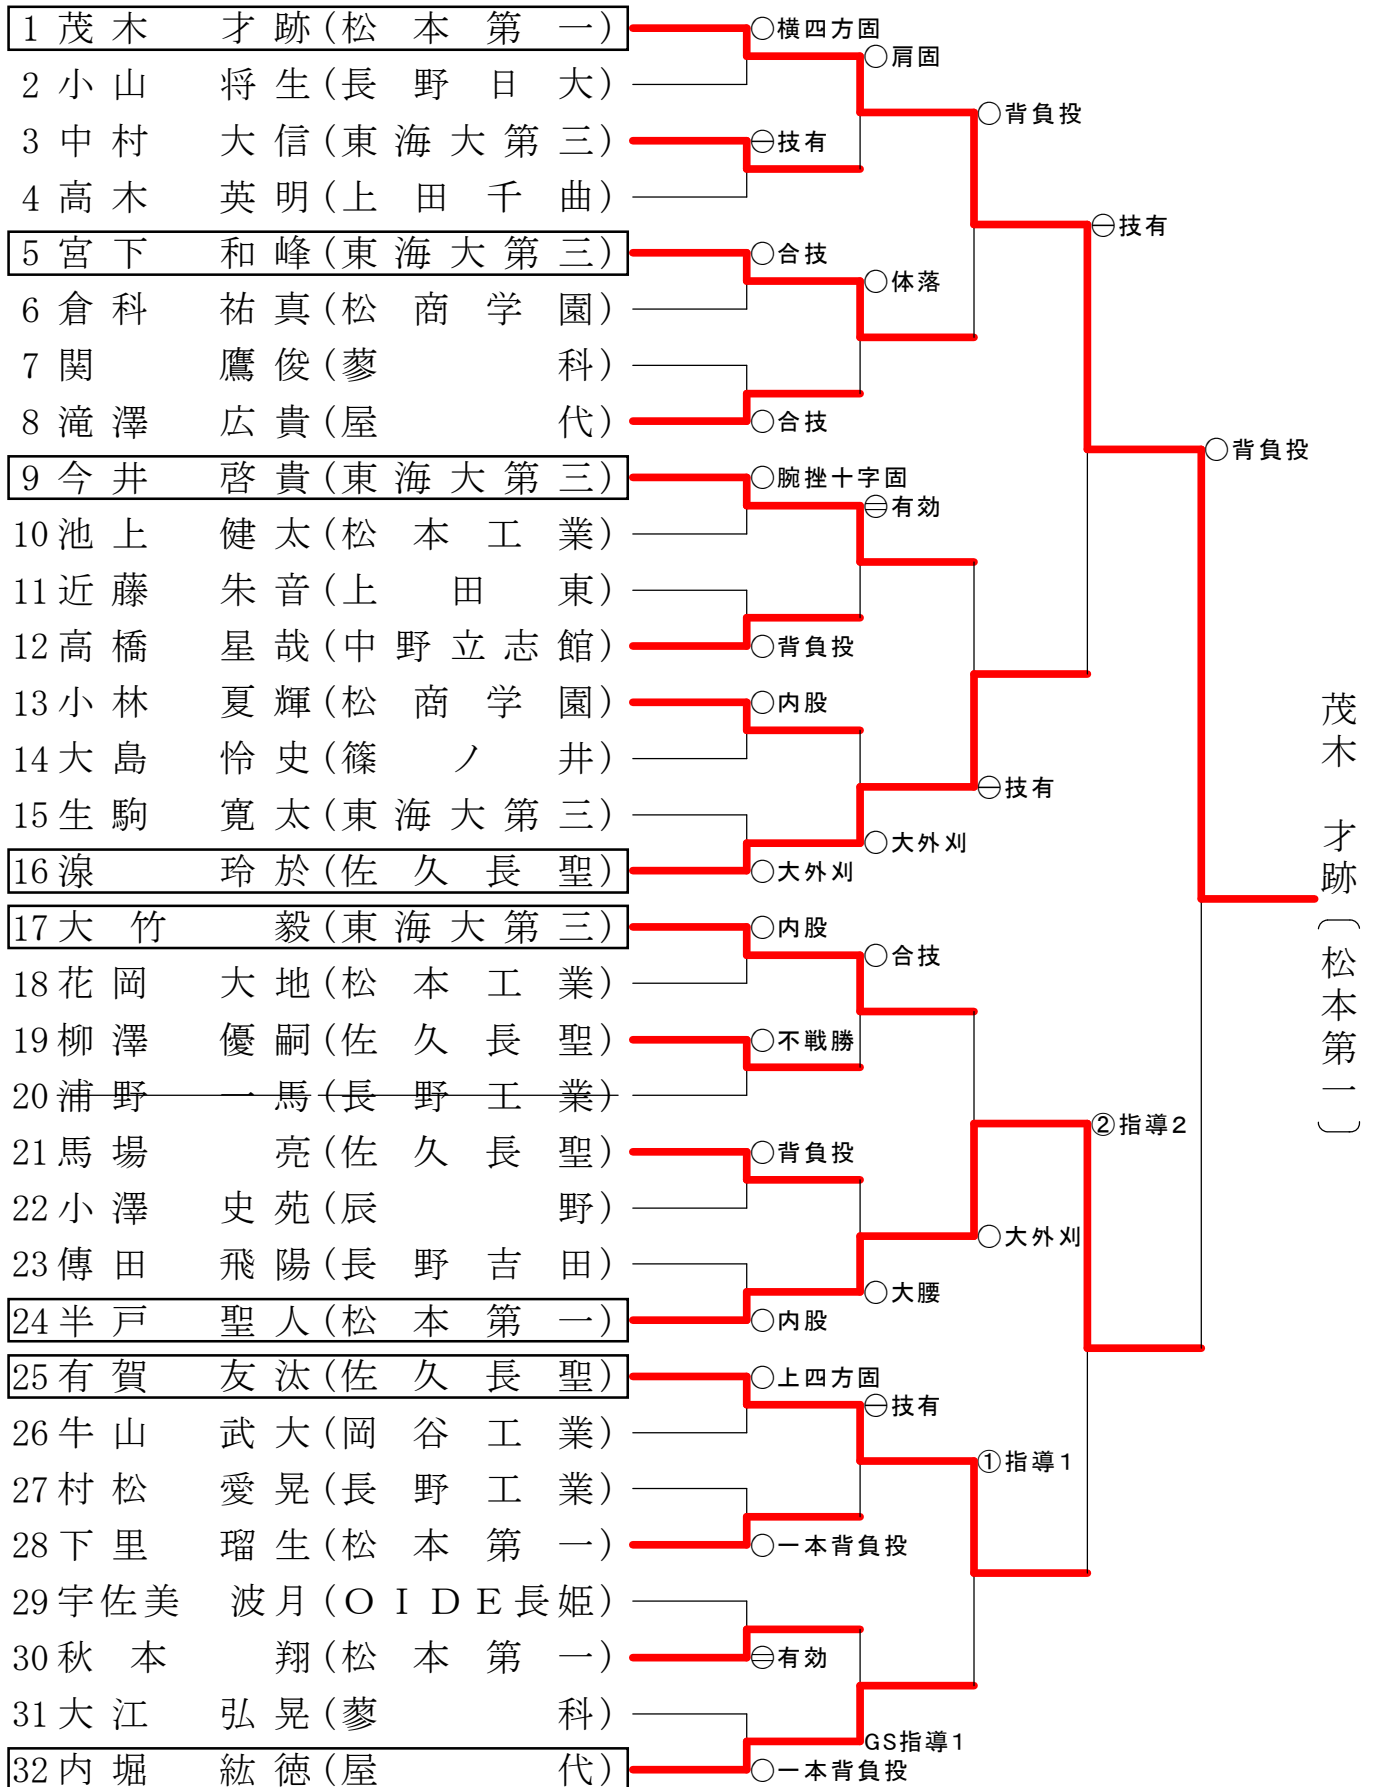 1 茂木 才跡 (松本第一)
○横四方固
○肩固
2 小山 将生 (長野日大)
○背負投
3 中村 大信 (東海大第三)
㊀技有
4 高木 英明 (上田千曲)
㊀技有
5 宮下 和峰 (東海大第三)
○合技
○体落
6 倉科 祐真 (松商学園)
7 関 鷹俊 (蓼科)
8 滝澤 広貴 (屋代)
○合技
○背負投
9 今井 啓貴 (東海大第三)
○腕挫十字固
㊁有効
10 池上 健太 (松本工業)
11 近藤 朱音 (上田東)
12 高橋 星哉 (中野立志館)
○背負投
13 小林 夏輝 (松商学園)
○内股
14 大島 怜史 (篠ノ井)
㊀技有
15 生駒 寛太 (東海大第三)
○大外刈
16 湶 玲於 (佐久長聖)
○大外刈
茂木 才跡〔松本第一〕
17 大竹 毅 (東海大第三)
○内股
○合技
18 花岡 大地 (松本工業)
19 柳澤 優嗣 (佐久長聖)
○不戦勝
20 浦野 一馬 (長野工業)
②指導2
21 馬場 亮 (佐久長聖)
○背負投
22 小澤 史苑 (辰野)
○大外刈
23 傳田 飛陽 (長野吉田)
○大腰
24 半戸 聖人 (松本第一)
○内股
25 有賀 友汰 (佐久長聖)
○上四方固
㊀技有
26 牛山 武大 (岡谷工業)
①指導1
27 村松 愛晃 (長野工業)
28 下里 瑠生 (松本第一)
○一本背負投
29 宇佐美 波月 (OIDE長姫)
30 秋本 翔 (松本第一)
㊁有効
31 大江 弘晃 (蓼科)
GS指導1
32 内堀 紘徳 (屋代)
○一本背負投